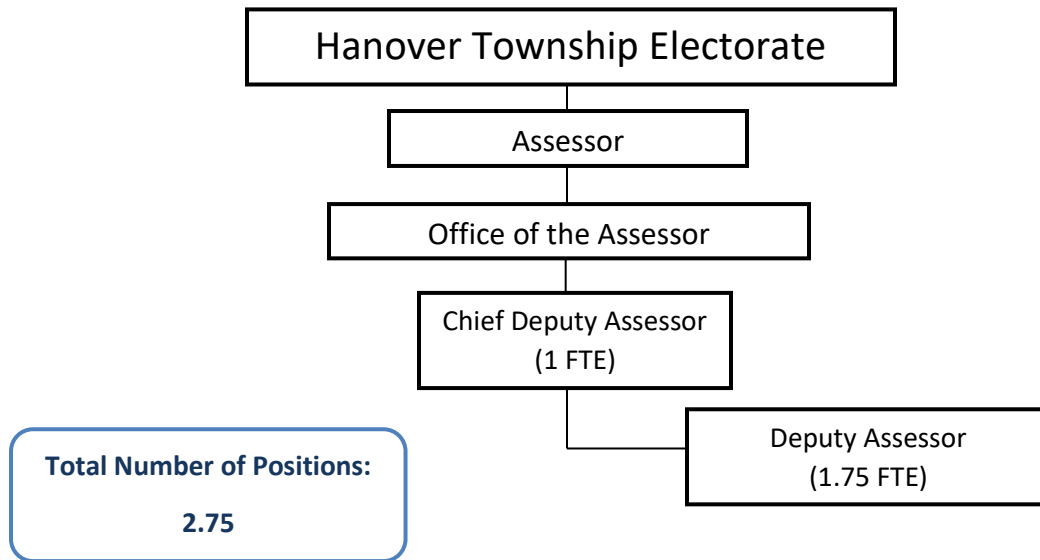 Hanover Township Electorate
Assessor
Office of the Assessor
Chief Deputy Assessor
(1 FTE)
Deputy Assessor
(1.75 FTE)
Total Number of Positions:
2.75